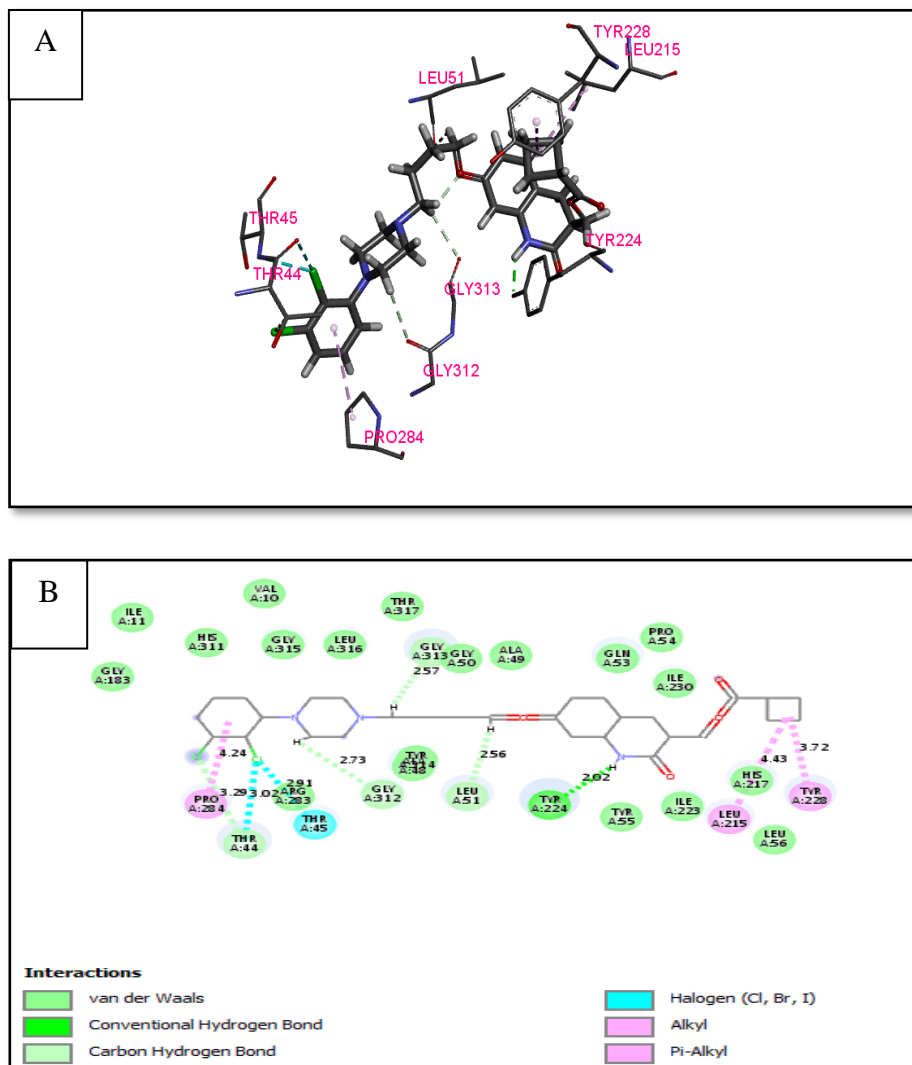 A
TYR228
LEU215
LEU51
THR45
THR44
TYR224
GLY313
GLY312
PRO284
B
VAL
A:10
ILE
A:11
THR
A:317
HIS
A:311
GLY
A:315
LEU
A:316
GLY
A:313
GLY
A:50
ALA
A:49
PRO
A:54
GLN
A:53
GLY
A:183
ILE
A:230
2.57
H
N
N
H
4.24
2.73
H
2.56
N
H
4.43
3.72
3.29
3.02
2.91
Cl
TYR
A:48
2.02
HIS
A:217
PRO
A:284
ARG
A:283
GLY
A:312
LEU
A:51
TYR
A:224
TYR
A:55
ILE
A:223
TYR
A:228
THR
A:45
LEU
A:215
THR
A:44
LEU
A:56
Interactions
van der Waals
Conventional Hydrogen Bond
Carbon Hydrogen Bond
Halogen (Cl, Br, I)
Alkyl
Pi-Alkyl